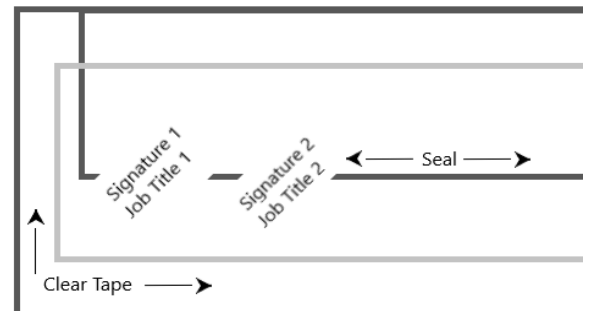 Signature 1
Job Title 1
Signature 2
Job Title 2
Seal
Clear Tape